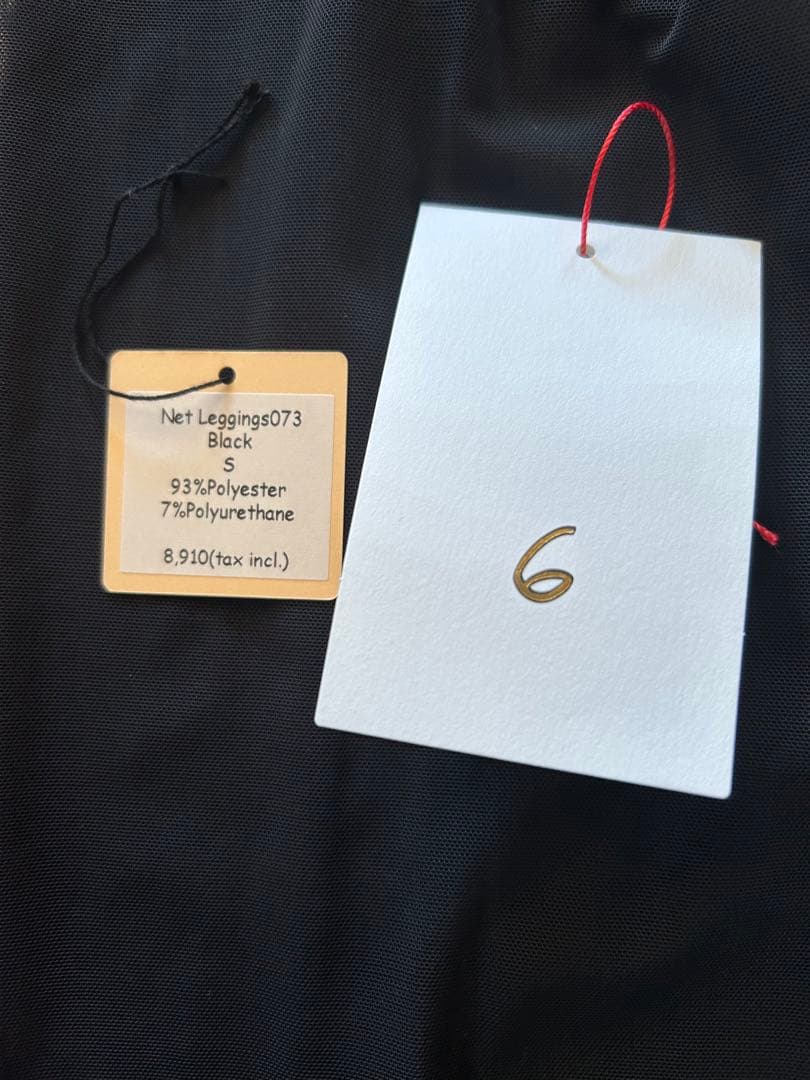 Net Leggings073
Black
S
93%Polyester
7%Polyurethane
8,910(tax incl.)
6